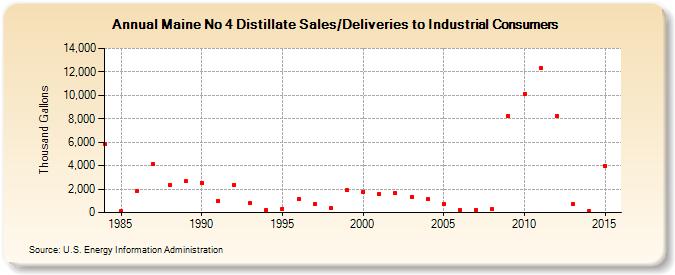 Annual Maine No 4 Distillate Sales/Deliveries to Industrial Consumers
Thousand Gallons
14,000
12,000
10,000
8,000
6,000
4,000
2,000
0
1985 1990 1995 2000 2005 2010 2015
Source: U.S. Energy Information Administration